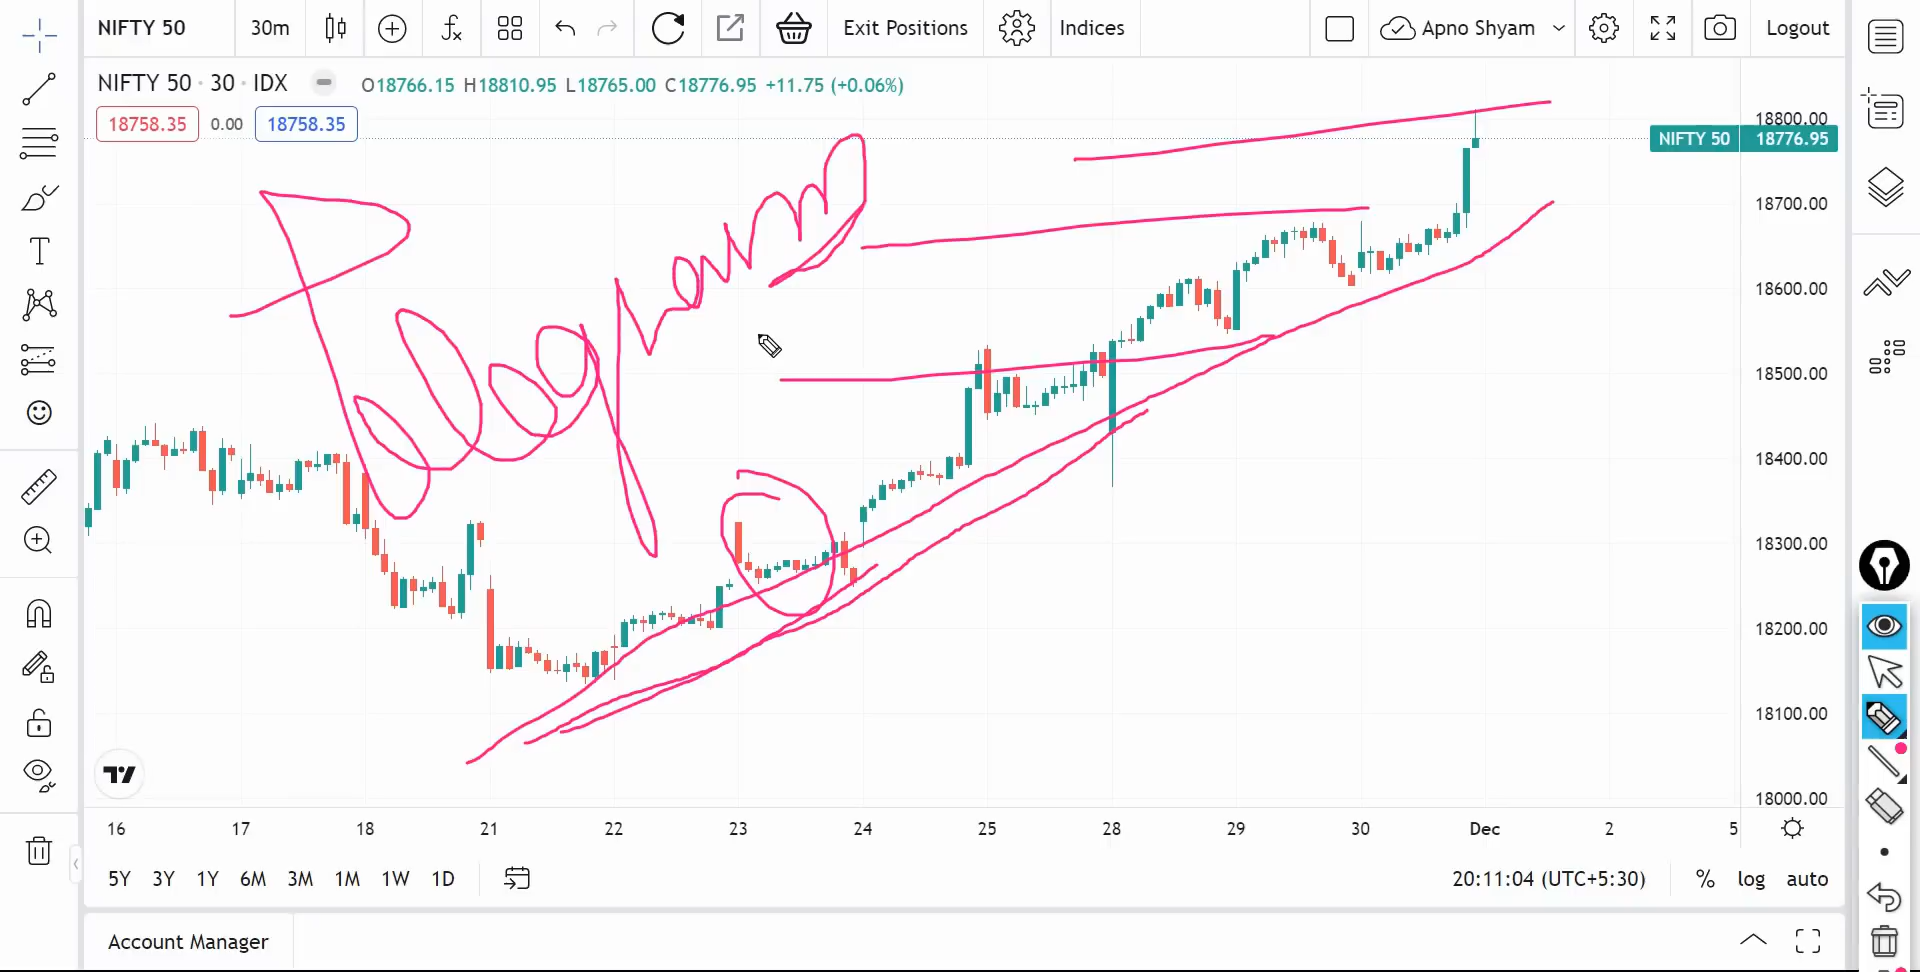 NIFTY 50 30m Exit Positions Indices Apno Shyam Logout
NIFTY 50 · 30 · IDX O18766.15 H18810.95 L18765.00 C18776.95 +11.75 (+0.06%)
18758.35 0.00 18758.35
18800.00
NIFTY 50 18776.95
18700.00
18600.00
18500.00
18400.00
18300.00
18200.00
18100.00
18000.00
Telegram
16 17 18 21 22 23 24 25 28 29 30 Dec 2 5
5Y 3Y 1Y 6M 3M 1M 1W 1D 20:11:04 (UTC+5:30) % log auto
Account Manager